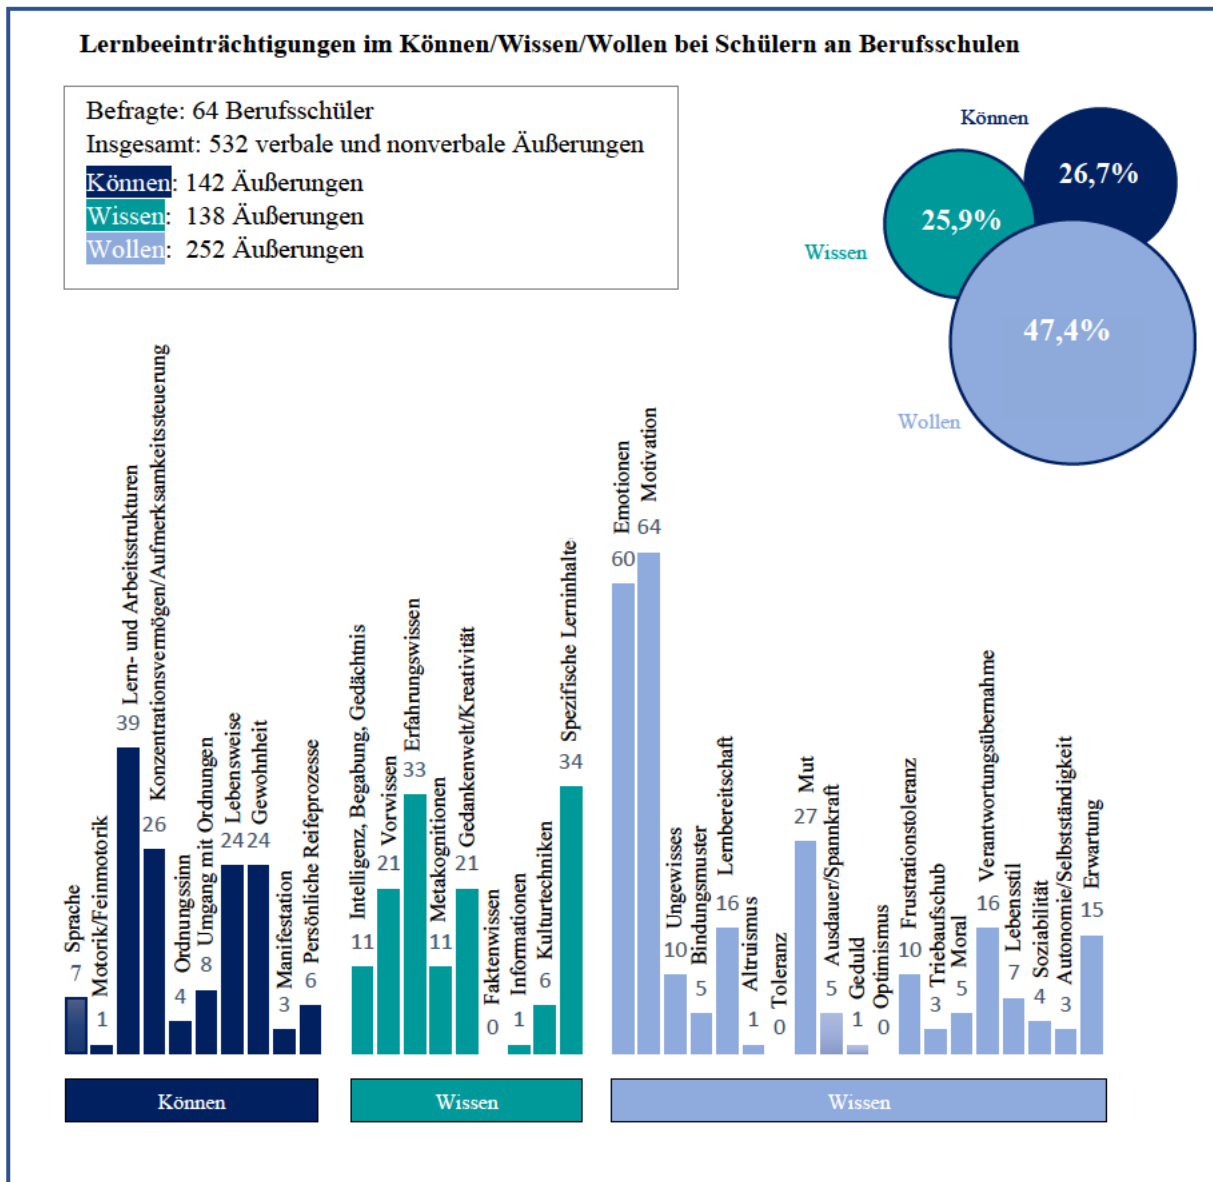 Lernbeeinträchtigungen im Können/Wissen/Wollen bei Schülern an Berufsschulen
Befragte: 64 Berufsschüler
Insgesamt: 532 verbale und nonverbale Äußerungen
Können: 142 Äußerungen
Wissen: 138 Äußerungen
Wollen: 252 Äußerungen
Können
26,7%
25,9%
Wissen
47,4%
Wollen
Sprache
7
Motorik/Feinmotorik
1
Lern- und Arbeitsstrukturen
39
Konzentrationsvermögen/Aufmerksamkeitssteuerung
26
Ordnungssinn
4
Umgang mit Ordnungen
8
Lebensweise
24
Gewohnheit
24
Manifestation
3
Persönliche Reifeprozesse
6
Intelligenz, Begabung, Gedächtnis
11
Vorwissen
21
Erfahrungswissen
33
Metakognitionen
11
Gedankenwelt/Kreativität
21
Faktenwissen
0
Informationen
1
Kulturtechniken
6
Spezifische Lerninhalte
34
Emotionen
60
Motivation
64
Ungewisses
10
Bindungsmuster
5
Lernbereitschaft
16
Altruismus
1
Toleranz
0
Mut
27
Ausdauer/Spannkraft
5
Geduld
1
Optimismus
0
Frustrationstoleranz
10
Triebaufschub
3
Moral
5
Verantwortungsübernahme
16
Lebensstil
7
Soziabilität
4
Autonomie/Selbstständigkeit
3
Erwartung
15
Können
Wissen
Wissen